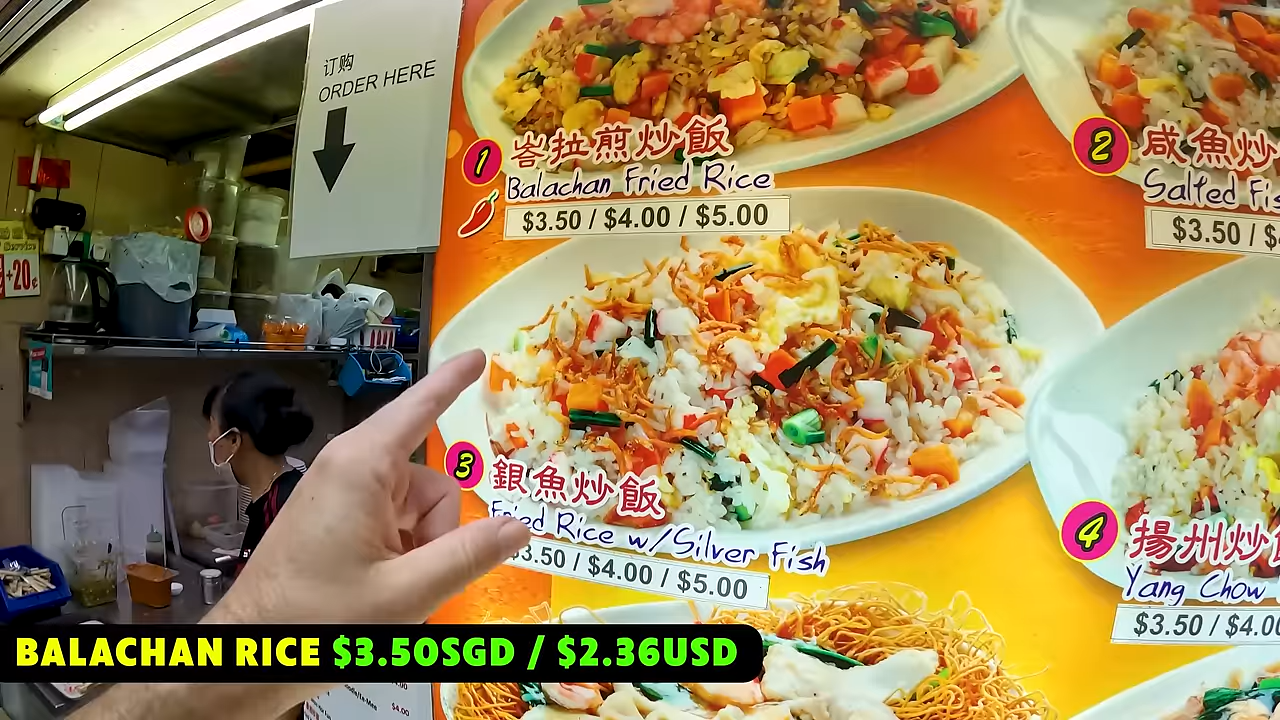 订购
ORDER HERE
Service
+20¢
1
峇拉煎炒飯
Balachan Fried Rice
$3.50 / $4.00 / $5.00
2
咸魚炒
Salted
$3.50 /
3
銀魚炒飯
Fried Rice w/Silver Fish
$3.50 / $4.00 / $5.00
4
揚州炒
Yang Chow
$3.50 /
$4.00
BALACHAN RICE $3.50SGD / $2.36USD